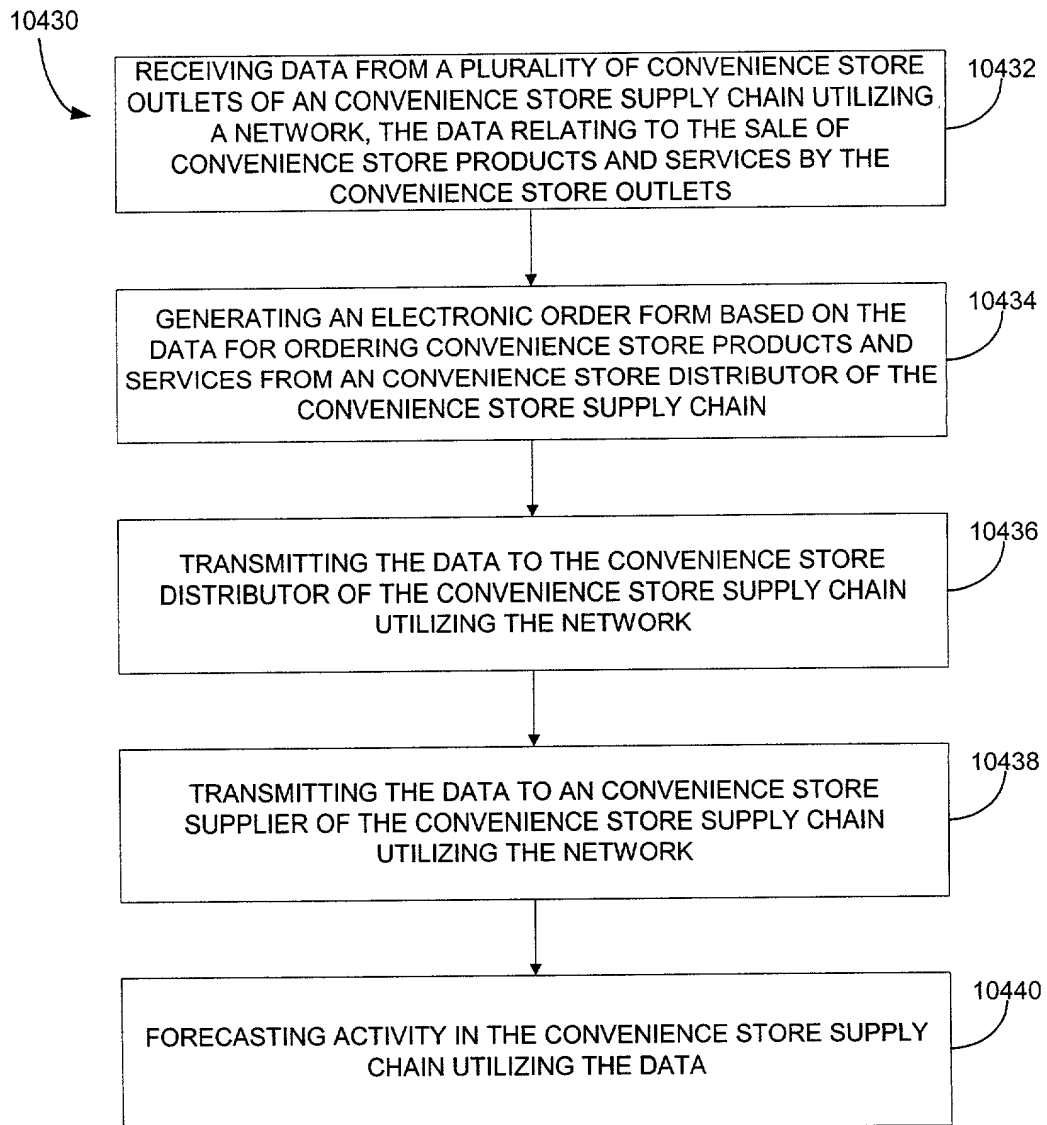 10430
RECEIVING DATA FROM A PLURALITY OF CONVENIENCE STORE
OUTLETS OF AN CONVENIENCE STORE SUPPLY CHAIN UTILIZING
A NETWORK, THE DATA RELATING TO THE SALE OF
CONVENIENCE STORE PRODUCTS AND SERVICES BY THE
CONVENIENCE STORE OUTLETS
10432
GENERATING AN ELECTRONIC ORDER FORM BASED ON THE
DATA FOR ORDERING CONVENIENCE STORE PRODUCTS AND
SERVICES FROM AN CONVENIENCE STORE DISTRIBUTOR OF THE
CONVENIENCE STORE SUPPLY CHAIN
10434
TRANSMITTING THE DATA TO THE CONVENIENCE STORE
DISTRIBUTOR OF THE CONVENIENCE STORE SUPPLY CHAIN
UTILIZING THE NETWORK
10436
TRANSMITTING THE DATA TO AN CONVENIENCE STORE
SUPPLIER OF THE CONVENIENCE STORE SUPPLY CHAIN
UTILIZING THE NETWORK
10438
FORECASTING ACTIVITY IN THE CONVENIENCE STORE SUPPLY
CHAIN UTILIZING THE DATA
10440